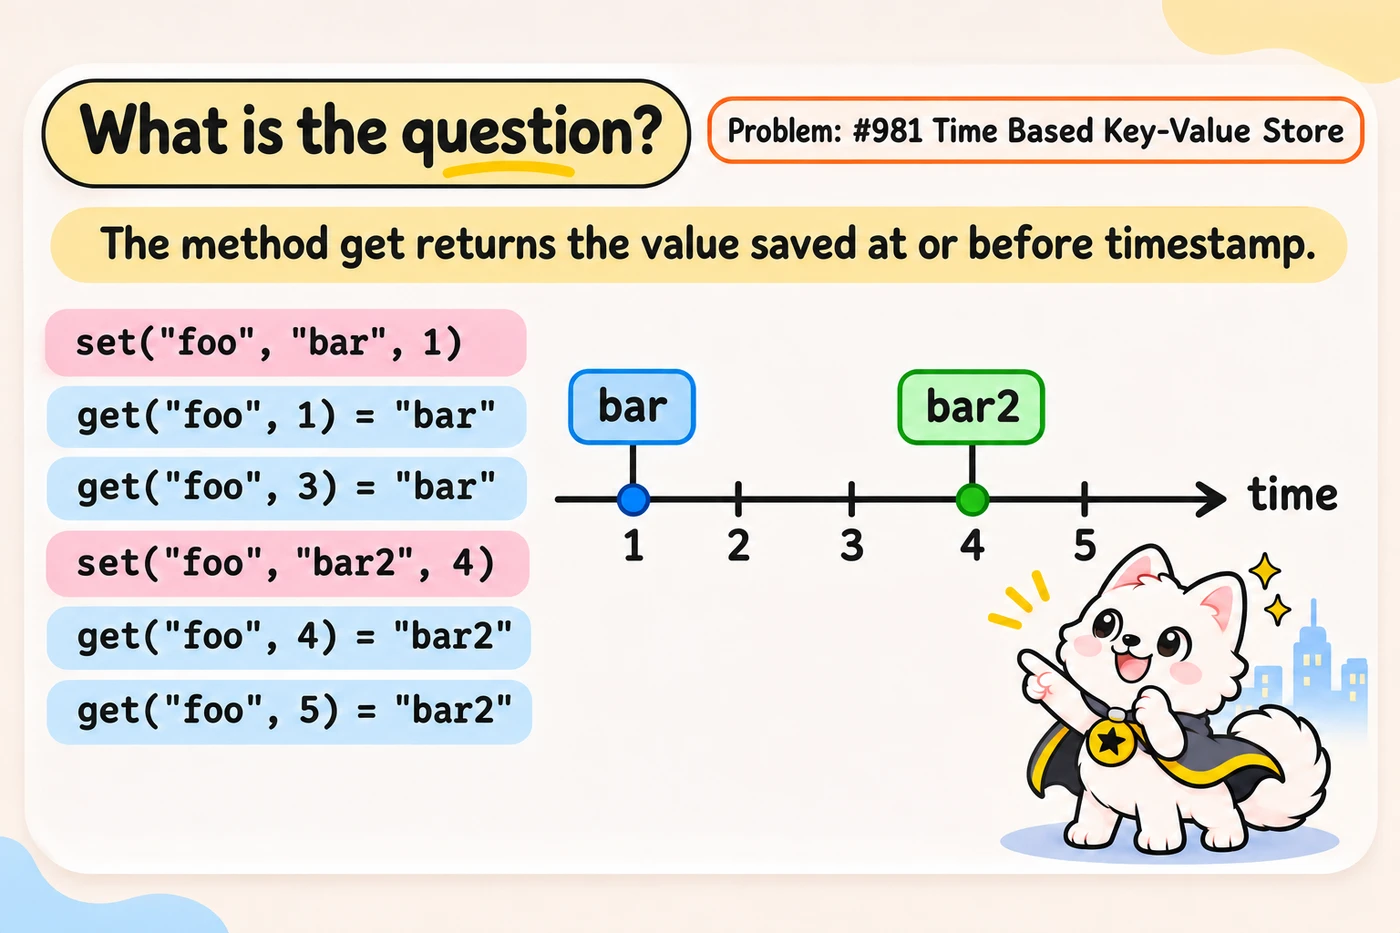 What is the question?
Problem: #981 Time Based Key-Value Store
The method get returns the value saved at or before timestamp.
set("foo", "bar", 1)
get("foo", 1) = "bar"
get("foo", 3) = "bar"
set("foo", "bar2", 4)
get("foo", 4) = "bar2"
get("foo", 5) = "bar2"
bar bar2
time
1 2 3 4 5